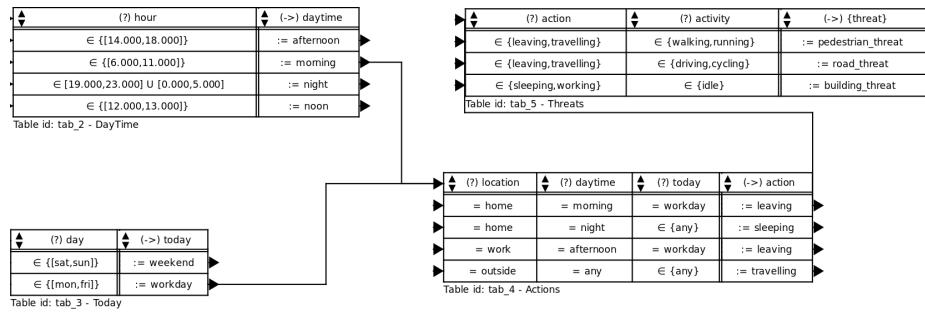 (?) hour (->) daytime
∈ {[14.000,18.000]} := afternoon
∈ {[6.000,11.000]} := morning
∈ [19.000,23.000] U [0.000,5.000] := night
∈ {[12.000,13.000]} := noon
Table id: tab_2 - DayTime
(?) action (?) activity (->) {threat}
∈ {leaving,travelling} ∈ {walking,running} := pedestrian_threat
∈ {leaving,travelling} ∈ {driving,cycling} := road_threat
∈ {sleeping,working} ∈ {idle} := building_threat
Table id: tab_5 - Threats
(?) day (->) today
∈ {[sat,sun]} := weekend
∈ {[mon,fri]} := workday
Table id: tab_3 - Today
(?) location (?) daytime (?) today (->) action
= home = morning = workday := leaving
= home = night ∈ {any} := sleeping
= work = afternoon = workday := leaving
= outside = any ∈ {any} := travelling
Table id: tab_4 - Actions